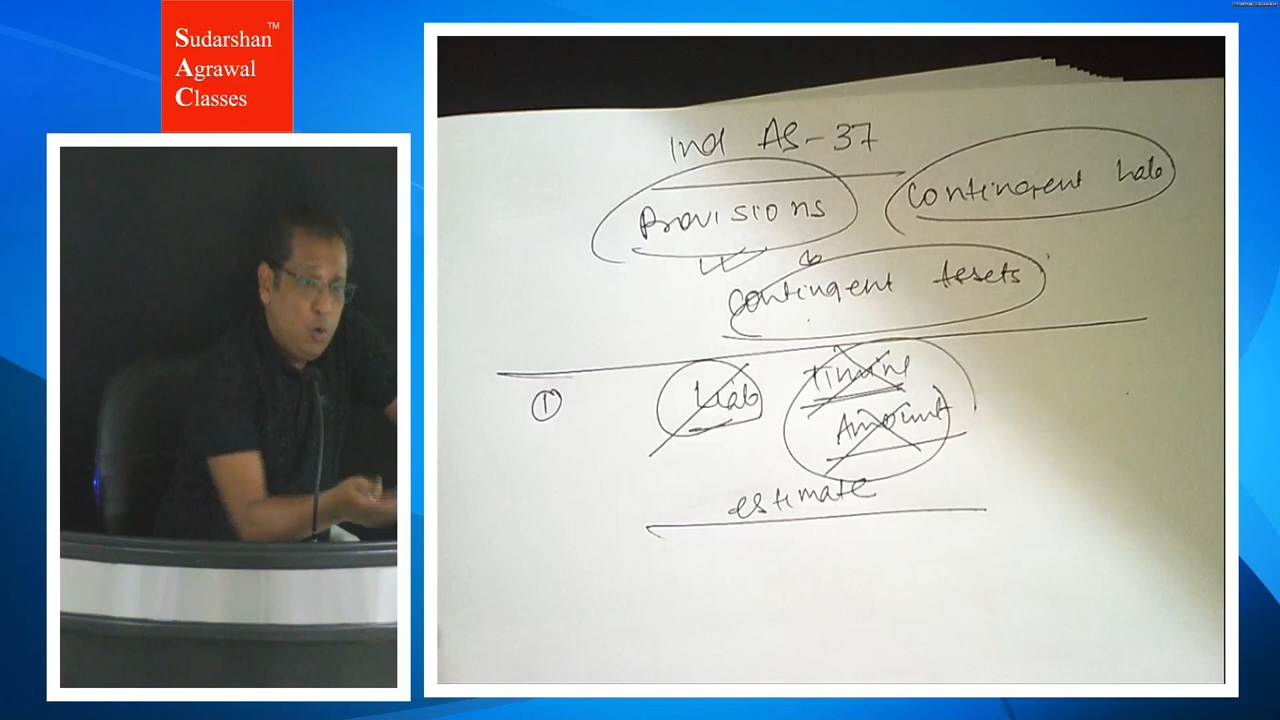 Sudarshan™
Agrawal
Classes
Ind AS-37
Provisions
Contingent Liab
Contingent Assets
① Liab Timing
Amount
estimate